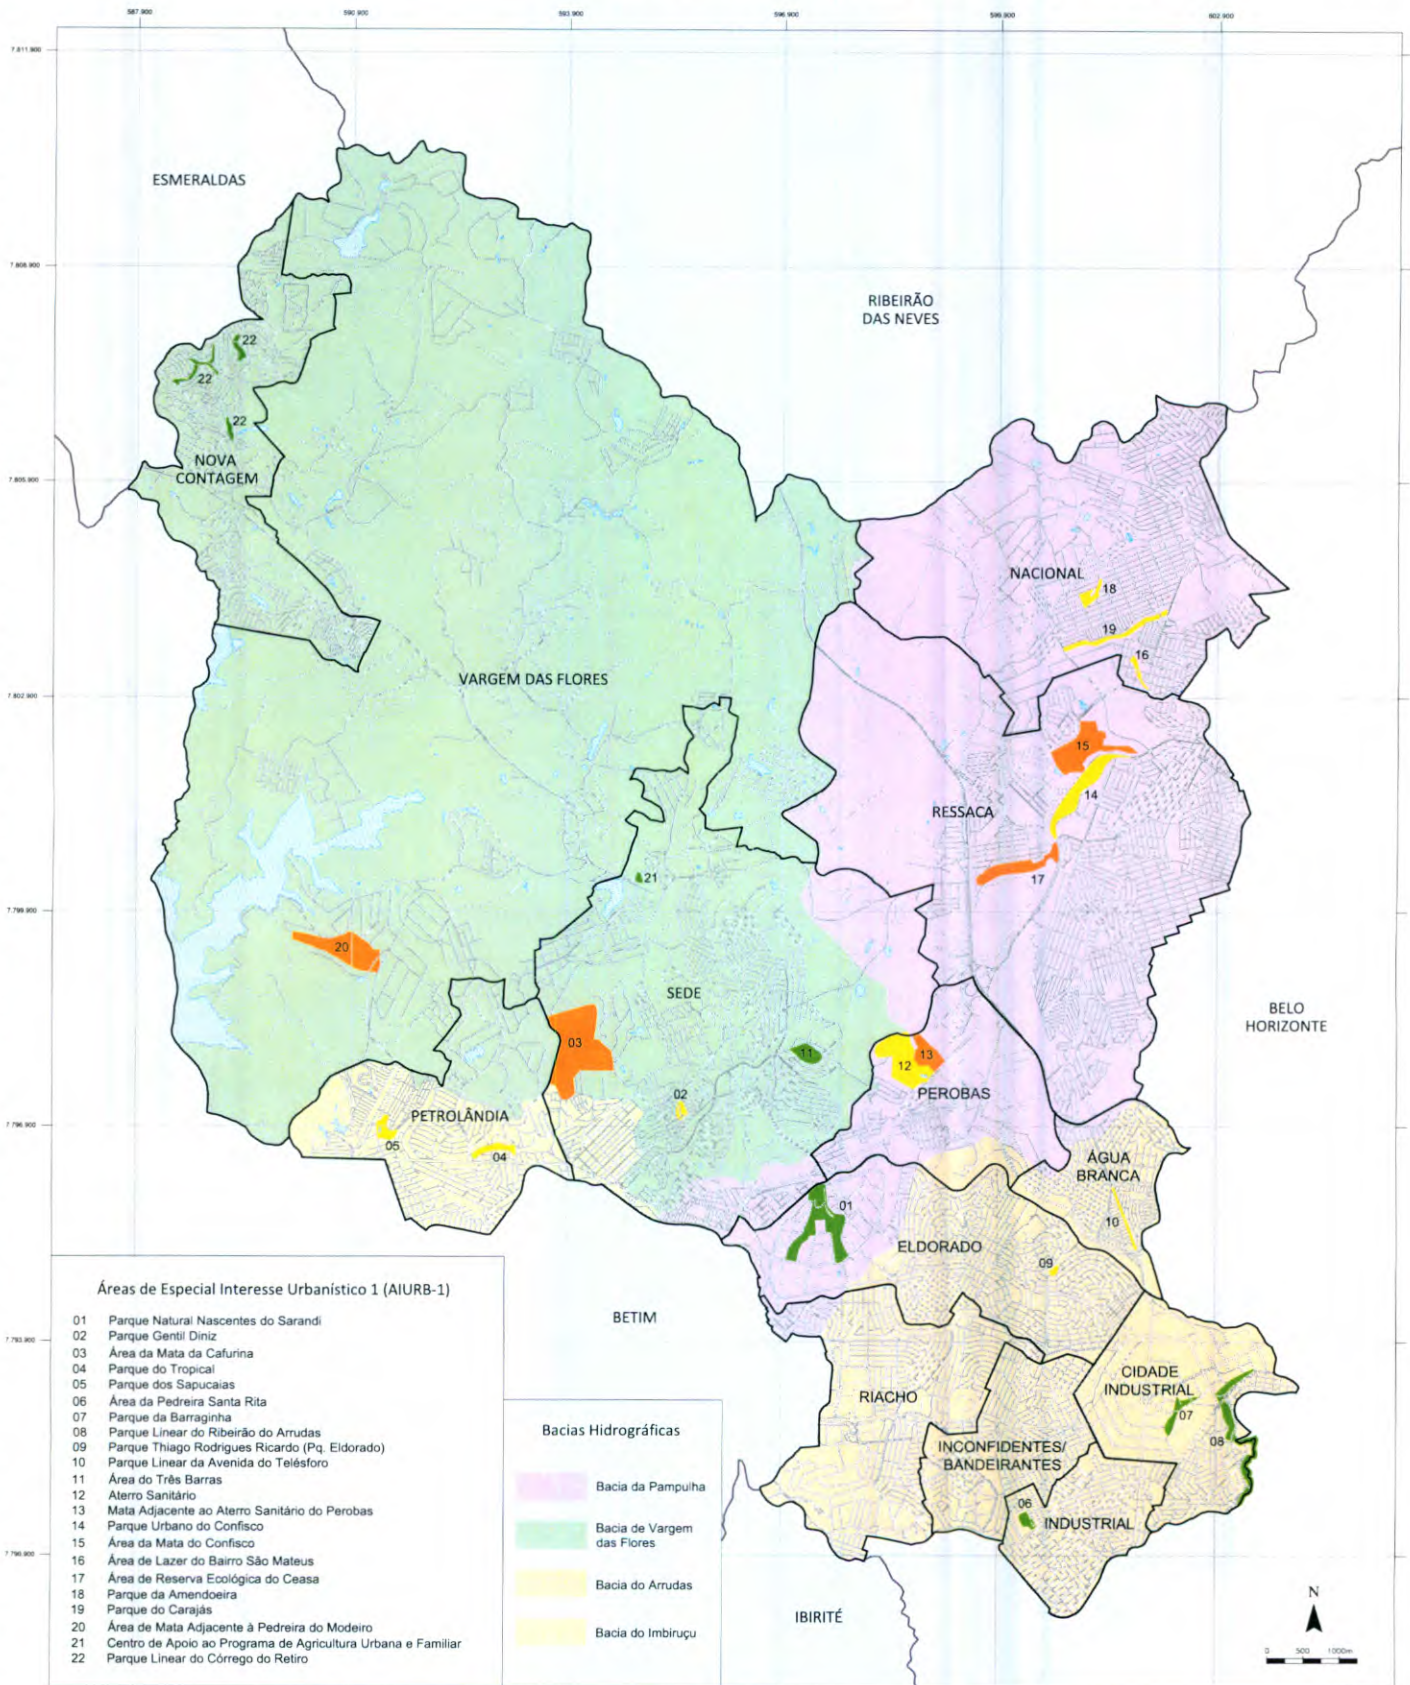 587.900 590.900 593.900 596.900 599.900 602.900
7.811.900
ESMERALDAS
7.808.900
RIBEIRÃO
DAS NEVES
22
22
22
NOVA
CONTAGEM
7.805.900
NACIONAL
18
19
16
VARGEM DAS FLORES
7.802.900
15
14
RESSACA
17
21
7.799.900
20
SEDE
BELO
HORIZONTE
03
11
13
12
PEROBAS
02
PETROLÂNDIA
7.796.900
05
04
ÁGUA
BRANCA
01
10
ELDORADO
09
BETIM
7.793.900
CIDADE
INDUSTRIAL
RIACHO
07
08
INCONFIDENTES/
BANDEIRANTES
06
INDUSTRIAL
7.790.900
IBIRITÉ
N
0 500 1000m
Áreas de Especial Interesse Urbanístico 1 (AIURB-1)
01 Parque Natural Nascentes do Sarandi
02 Parque Gentil Diniz
03 Área da Mata da Cafurina
04 Parque do Tropical
05 Parque dos Sapucaias
06 Área da Pedreira Santa Rita
07 Parque da Barraginha
08 Parque Linear do Ribeirão do Arrudas
09 Parque Thiago Rodrigues Ricardo (Pq. Eldorado)
10 Parque Linear da Avenida do Telésforo
11 Área do Três Barras
12 Aterro Sanitário
13 Mata Adjacente ao Aterro Sanitário do Perobas
14 Parque Urbano do Confisco
15 Área da Mata do Confisco
16 Área de Lazer do Bairro São Mateus
17 Área de Reserva Ecológica do Ceasa
18 Parque da Amendoeira
19 Parque do Carajás
20 Área de Mata Adjacente à Pedreira do Modeiro
21 Centro de Apoio ao Programa de Agricultura Urbana e Familiar
22 Parque Linear do Córrego do Retiro
Bacias Hidrográficas
Bacia da Pampulha
Bacia de Vargem
das Flores
Bacia do Arrudas
Bacia do Imbiruçu